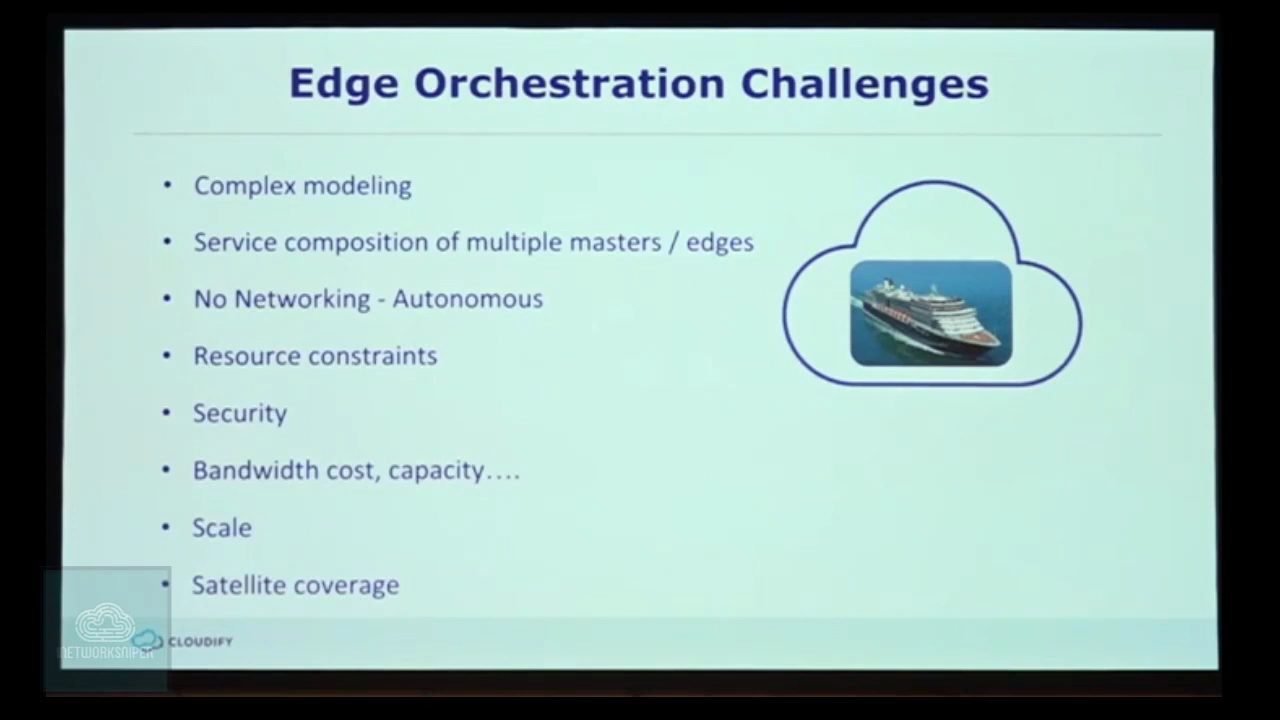 Edge Orchestration Challenges
• Complex modeling
• Service composition of multiple masters / edges
• No Networking - Autonomous
• Resource constraints
• Security
• Bandwidth cost, capacity....
• Scale
• Satellite coverage
CLOUDIFY
NETWORKSNIPER